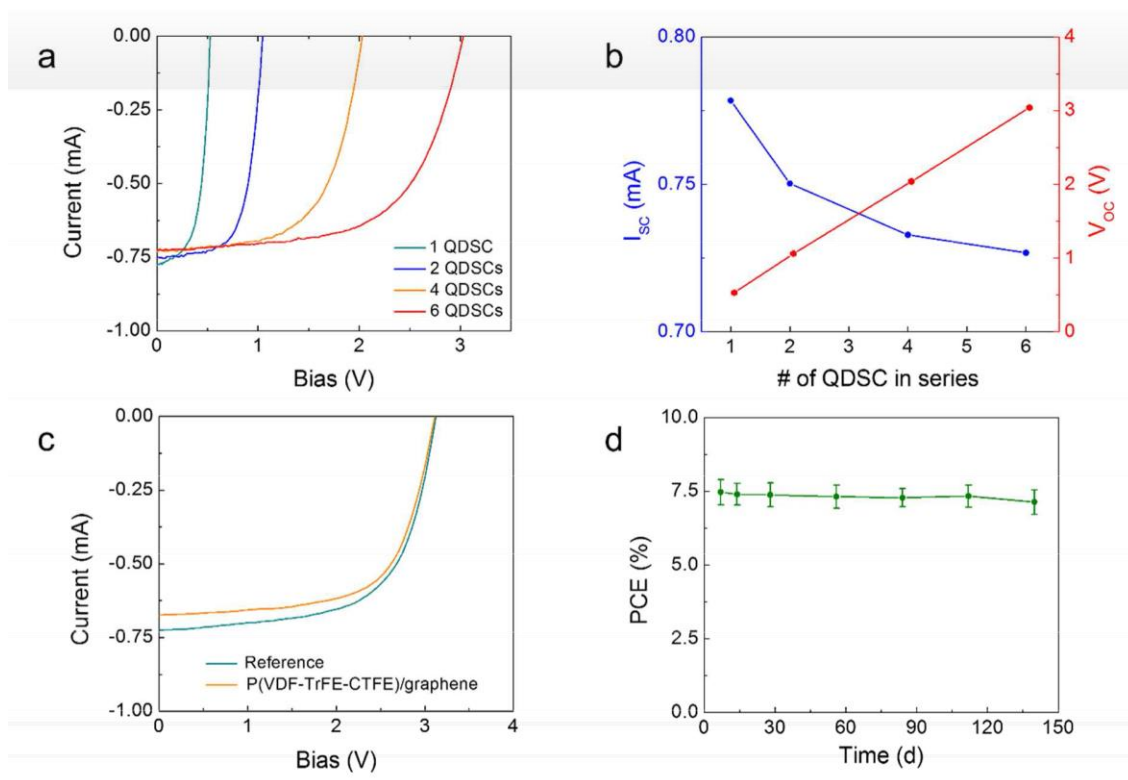 a
0.00
-0.25
-0.50
-0.75
-1.00
Current (mA)
1 QDSC
2 QDSCs
4 QDSCs
6 QDSCs
0
1
2
3
Bias (V)
b
0.80
0.75
0.70
I_SC (mA)
4
3
2
1
0
V_OC (V)
1
2
3
4
5
6
# of QDSC in series
c
0.00
-0.25
-0.50
-0.75
-1.00
Current (mA)
Reference
P(VDF-TrFE-CTFE)/graphene
0
1
2
3
4
Bias (V)
d
10.0
7.5
5.0
2.5
0.0
PCE (%)
0
30
60
90
120
150
Time (d)